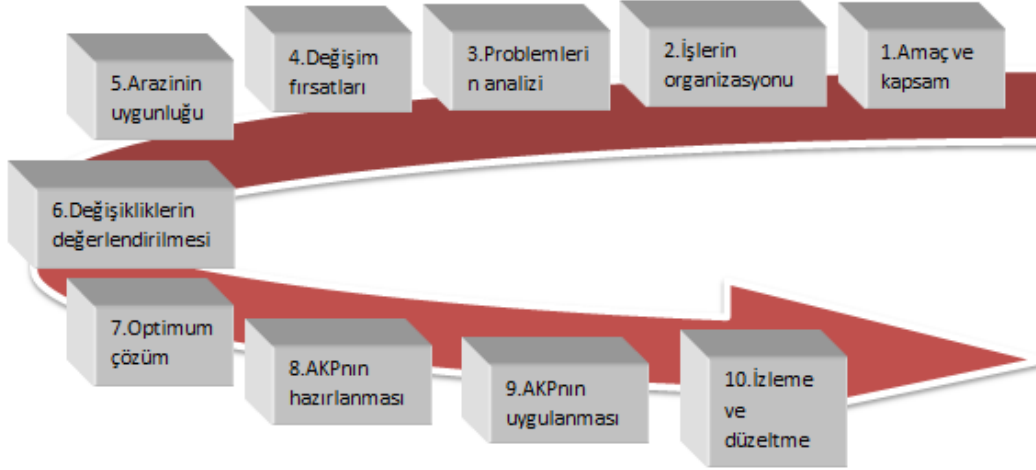 1.Amaç ve
kapsam
2.İşlerin
organizasyonu
3.Problemleri
n analizi
4.Değişim
fırsatları
5.Arazinin
uygunluğu
6.Değişikliklerin
değerlendirilmesi
7.Optimum
çözüm
8.AKPnın
hazırlanması
9.AKPnın
uygulanması
10.İzleme
ve
düzeltme